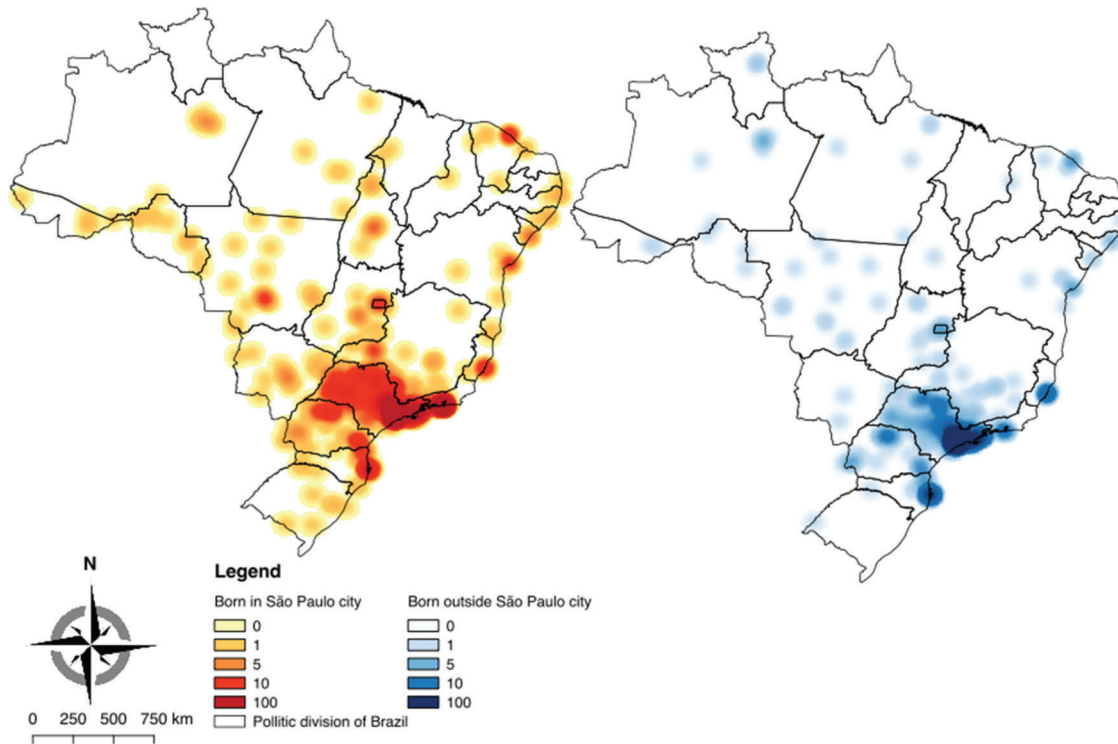 N
0 250 500 750 km
Legend
Born in São Paulo city
0
1
5
10
100
Pollitic division of Brazil
Born outside São Paulo city
0
1
5
10
100